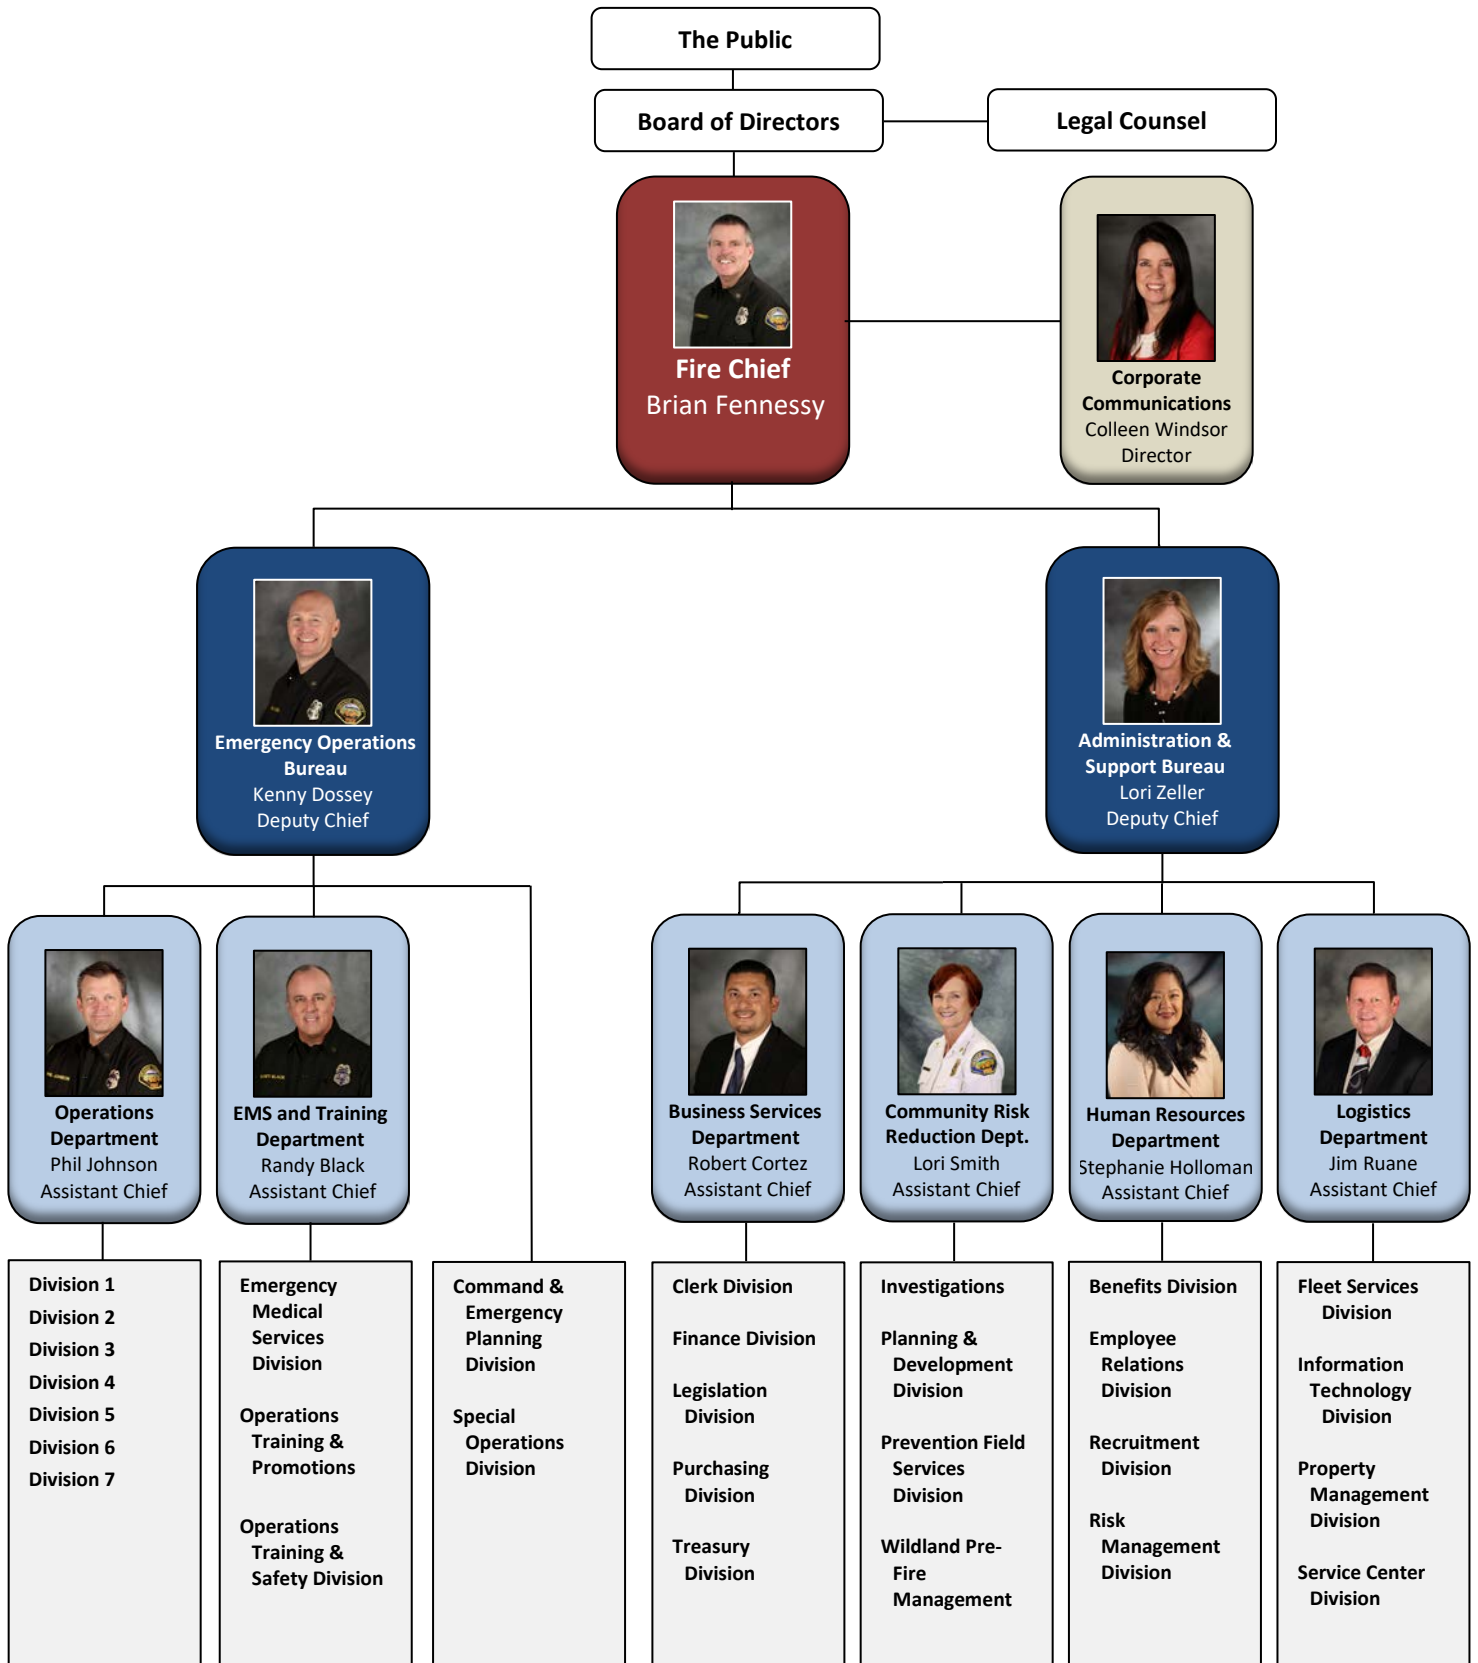 The Public
Board of Directors
Legal Counsel
Fire Chief
Brian Fennessy
Corporate
Communications
Colleen Windsor
Director
Emergency Operations
Bureau
Kenny Dossey
Deputy Chief
Administration &
Support Bureau
Lori Zeller
Deputy Chief
Operations
Department
Phil Johnson
Assistant Chief
EMS and Training
Department
Randy Black
Assistant Chief
Business Services
Department
Robert Cortez
Assistant Chief
Community Risk
Reduction Dept.
Lori Smith
Assistant Chief
Human Resources
Department
Stephanie Holloman
Assistant Chief
Logistics
Department
Jim Ruane
Assistant Chief
Division 1
Division 2
Division 3
Division 4
Division 5
Division 6
Division 7
Emergency
Medical
Services
Division
Operations
Training &
Promotions
Operations
Training &
Safety Division
Command &
Emergency
Planning
Division
Special
Operations
Division
Clerk Division
Finance Division
Legislation
Division
Purchasing
Division
Treasury
Division
Investigations
Planning &
Development
Division
Prevention Field
Services
Division
Wildland Pre-
Fire
Management
Benefits Division
Employee
Relations
Division
Recruitment
Division
Risk
Management
Division
Fleet Services
Division
Information
Technology
Division
Property
Management
Division
Service Center
Division